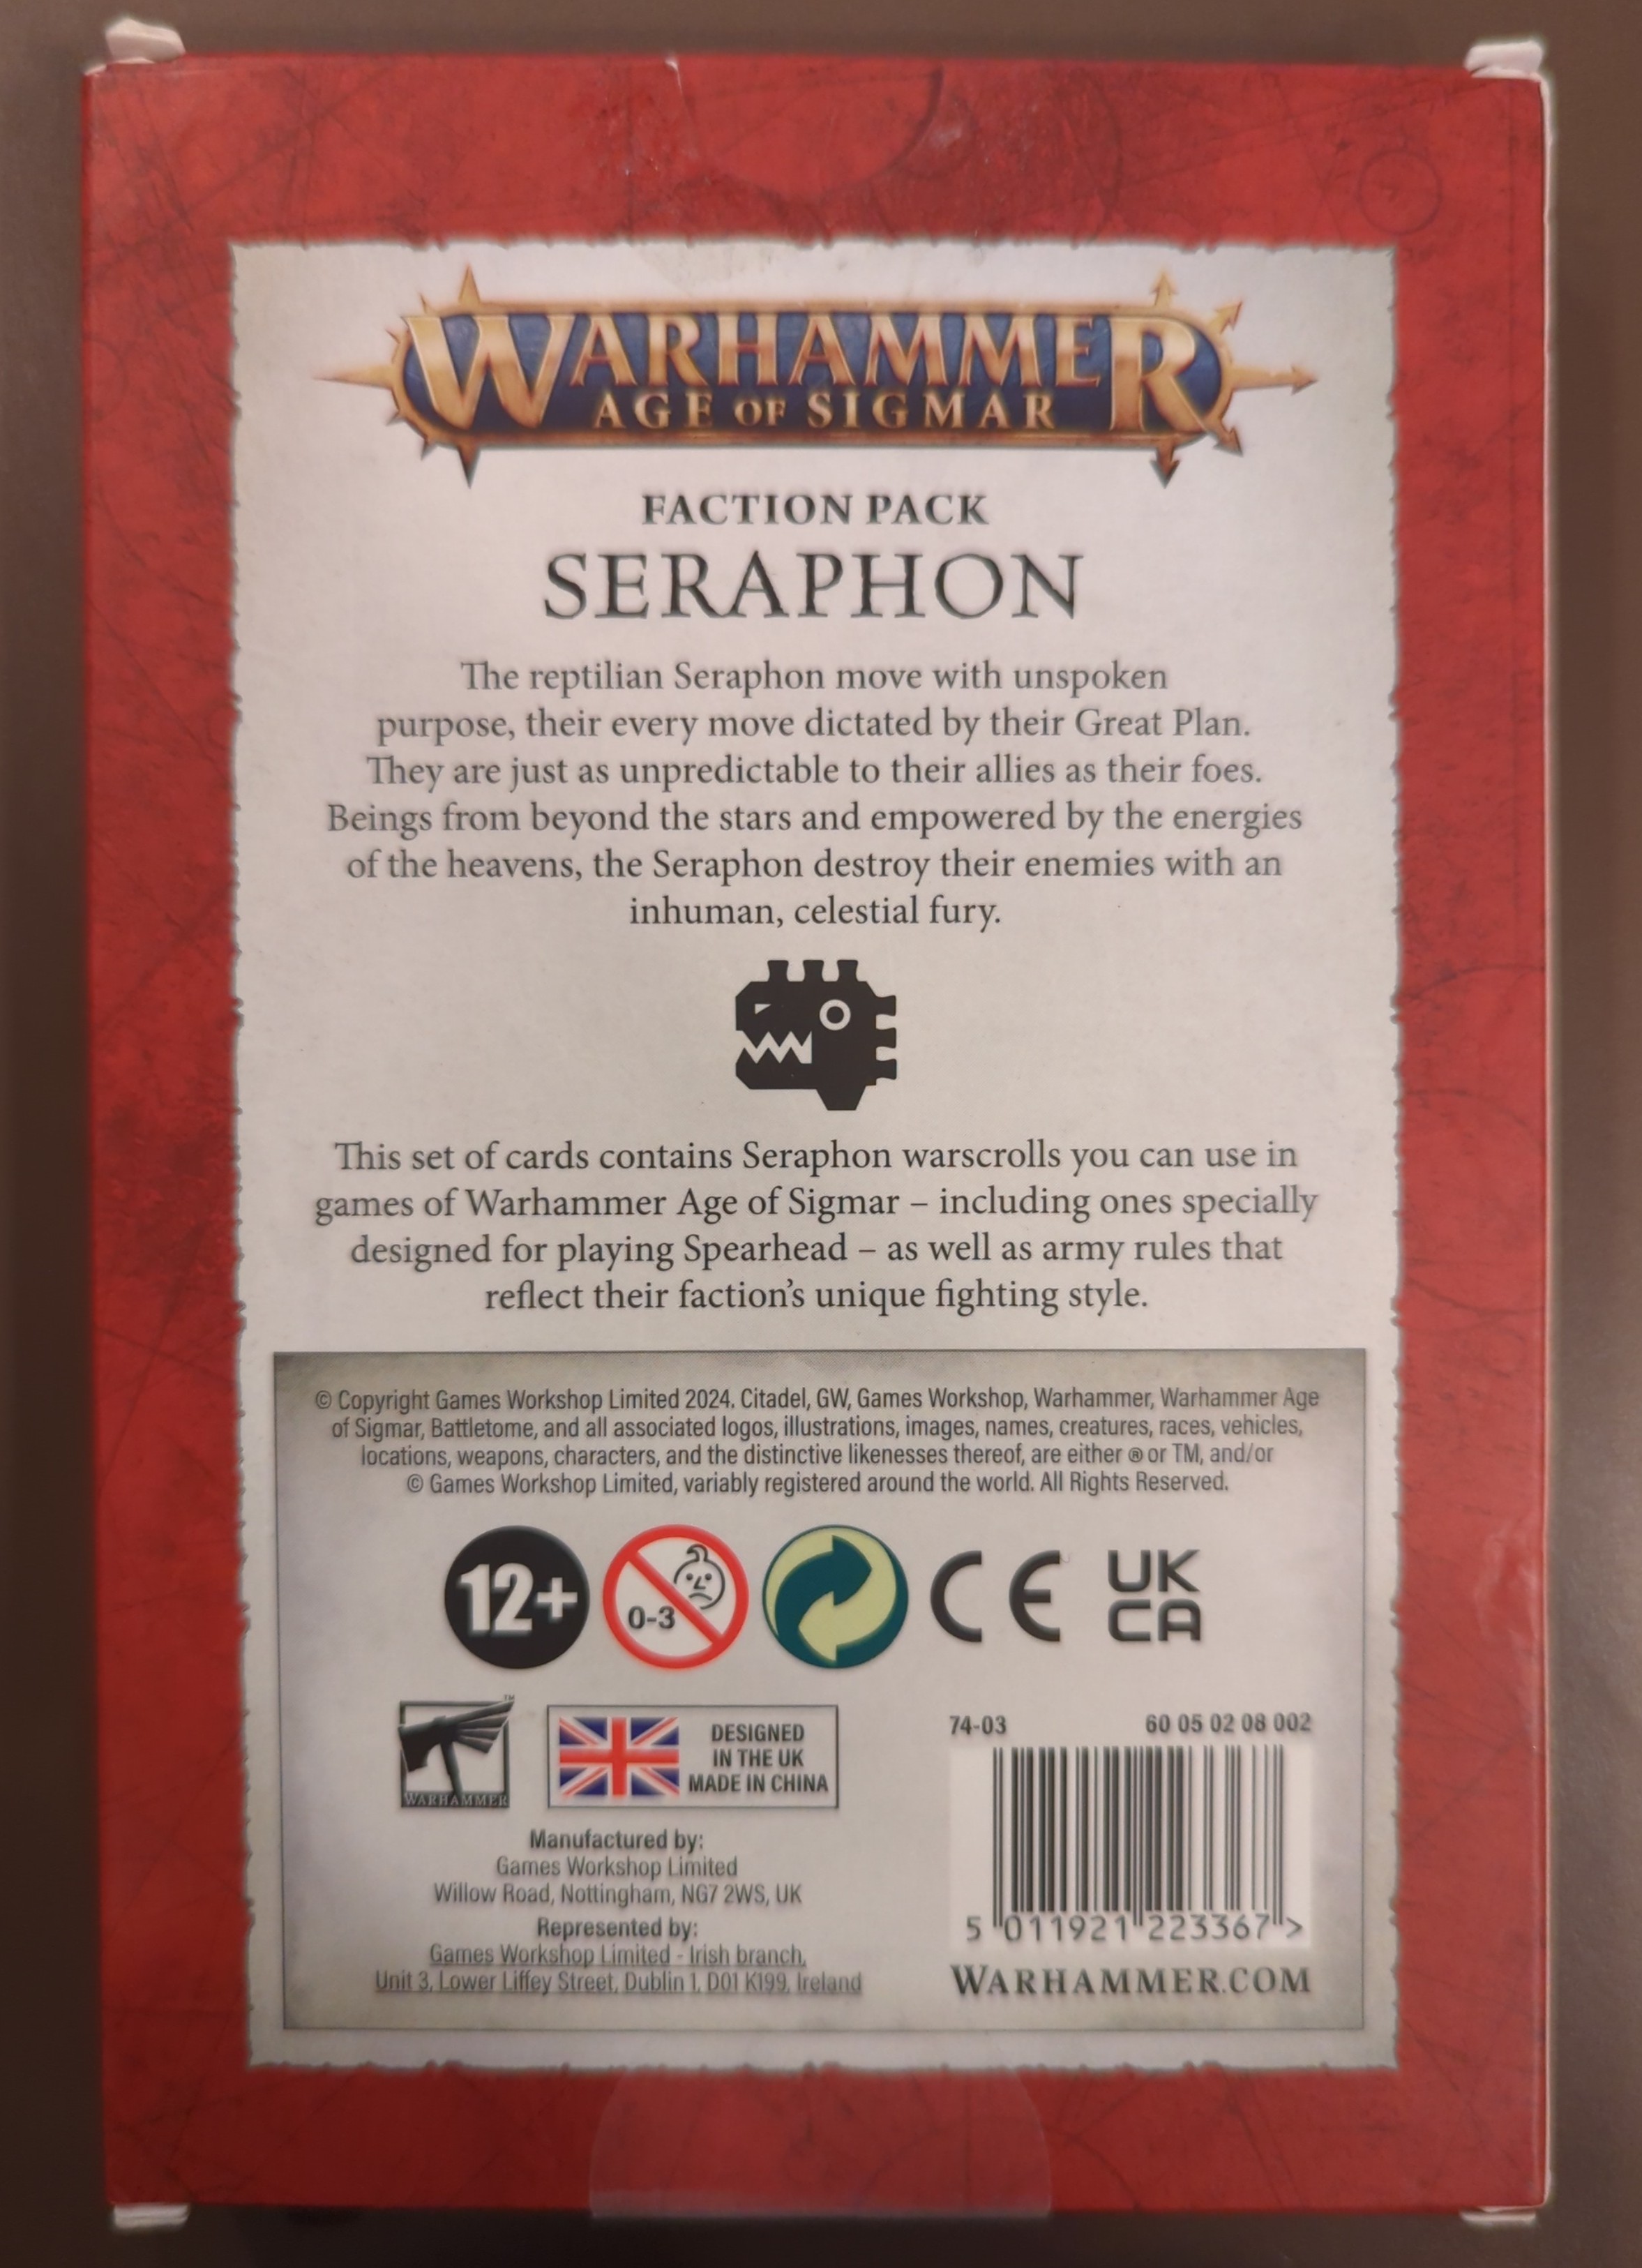 WARHAMMER
AGE OF SIGMAR
FACTION PACK
SERAPHON
The reptilian Seraphon move with unspoken
purpose, their every move dictated by their Great Plan.
They are just as unpredictable to their allies as their foes.
Beings from beyond the stars and empowered by the energies
of the heavens, the Seraphon destroy their enemies with an
inhuman, celestial fury.
This set of cards contains Seraphon warscrolls you can use in
games of Warhammer Age of Sigmar – including ones specially
designed for playing Spearhead – as well as army rules that
reflect their faction's unique fighting style.
© Copyright Games Workshop Limited 2024. Citadel, GW, Games Workshop, Warhammer, Warhammer Age
of Sigmar, Battletome, and all associated logos, illustrations, images, names, creatures, races, vehicles,
locations, weapons, characters, and the distinctive likenesses thereof, are either ® or TM, and/or
© Games Workshop Limited, variably registered around the world. All Rights Reserved.
12+
0-3
CE
UK
CA
TM
WARHAMMER
DESIGNED
IN THE UK
MADE IN CHINA
Manufactured by:
Games Workshop Limited
Willow Road, Nottingham, NG7 2WS, UK
Represented by:
Games Workshop Limited - Irish branch,
Unit 3, Lower Liffey Street, Dublin 1, D01 K199, Ireland
74-03 60 05 02 08 002
5 011921 223367 >
WARHAMMER.COM